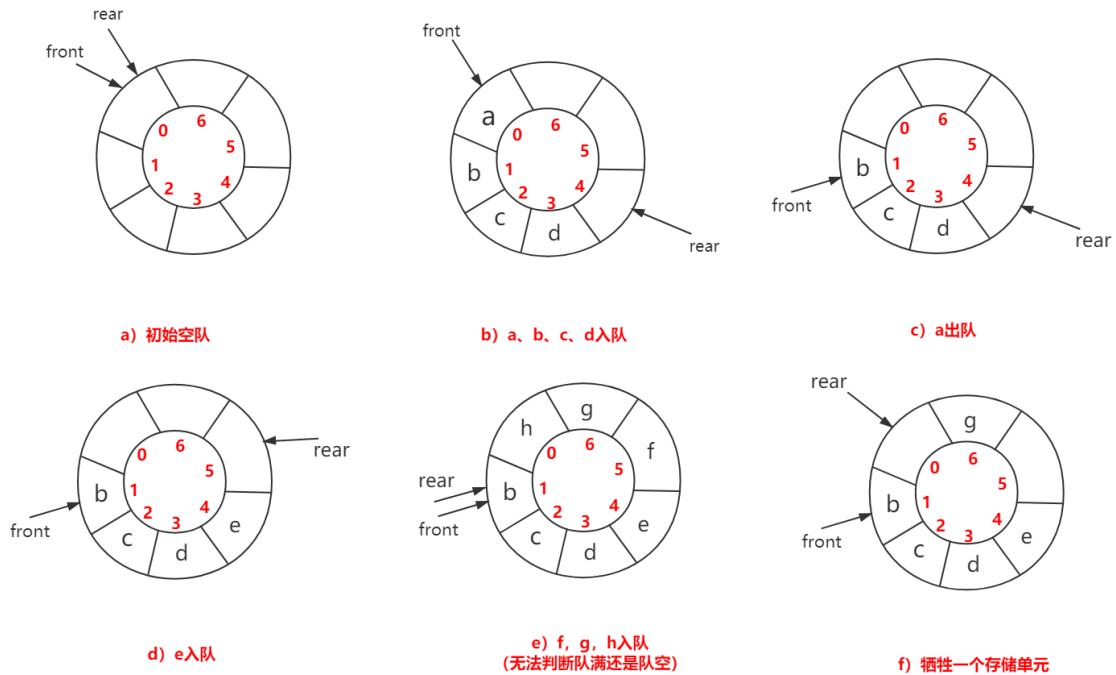 rear
front
0
6
5
1
2
3
4
a）初始空队
front
a
b
c
d
0
6
5
1
2
3
4
rear
b）a、b、c、d入队
0
6
5
1
2
3
4
b
c
d
front
rear
c）a出队
0
6
5
1
2
3
4
b
c
d
e
rear
front
d）e入队
h
g
f
b
c
d
e
0
6
5
1
2
3
4
rear
front
e）f，g，h入队
（无法判断队满还是队空）
rear
g
b
c
d
e
0
6
5
1
2
3
4
front
f）牺牲一个存储单元